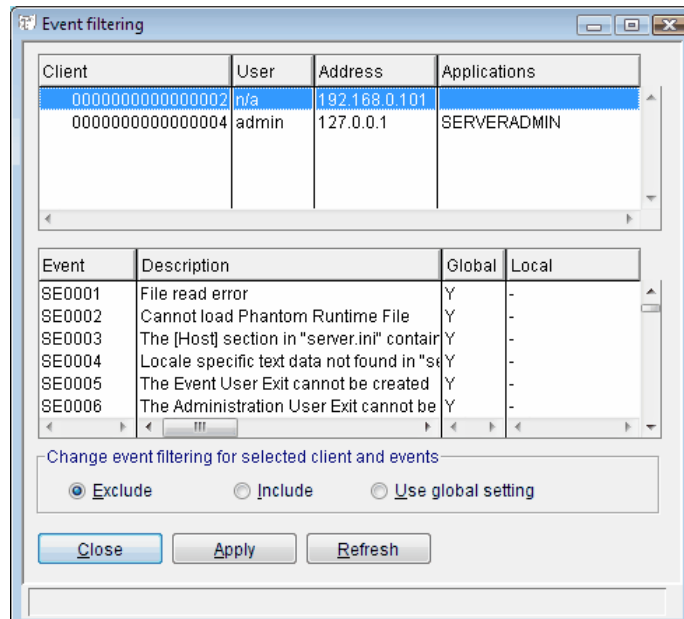 Event filtering
Client User Address Applications
0000000000000002 n/a 192.168.0.101
0000000000000004 admin 127.0.0.1 SERVERADMIN
Event Description Global Local
SE0001 File read error Y -
SE0002 Cannot load Phantom Runtime File Y -
SE0003 The [Host] section in "server.ini" contair Y -
SE0004 Locale specific text data not found in "se Y -
SE0005 The Event User Exit cannot be created Y -
SE0006 The Administration User Exit cannot be Y -
Change event filtering for selected client and events
Exclude Include Use global setting
Close Apply Refresh